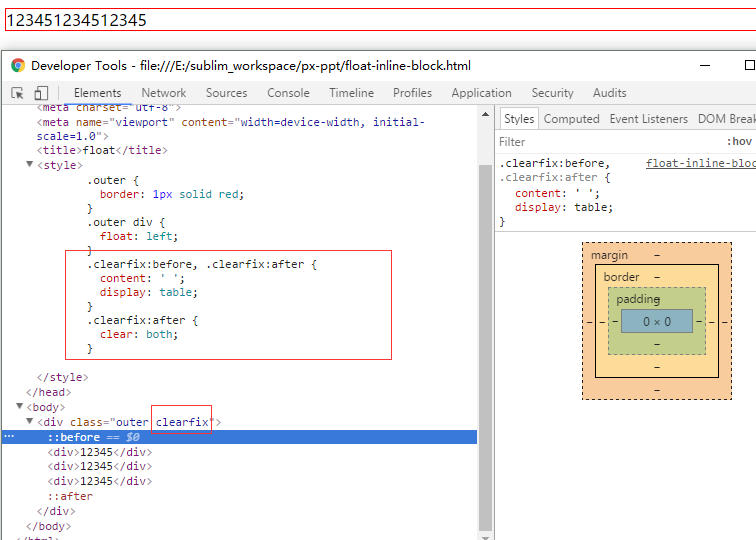 123451234512345
Developer Tools - file:///E:/sublim_workspace/px-ppt/float-inline-block.html
Elements Network Sources Console Timeline Profiles Application Security Audits
<meta charset="utf-8">
<meta name="viewport" content="width=device-width, initial-
scale=1.0">
<title>float</title>
<style>
.outer {
border: 1px solid red;
}
.outer div {
float: left;
}
.clearfix:before, .clearfix:after {
content: ' ';
display: table;
}
.clearfix:after {
clear: both;
}
</style>
</head>
<body>
<div class="outer clearfix">
… ::before == $0
<div>12345</div>
<div>12345</div>
<div>12345</div>
::after
</div>
</body>
</html>
Styles Computed Event Listeners DOM Break
Filter :hov
.clearfix:before, float-inline-bloc
.clearfix:after {
content: ' ';
display: table;
}
margin –
border –
padding –
– – – 0 × 0 – – –
–
–
–